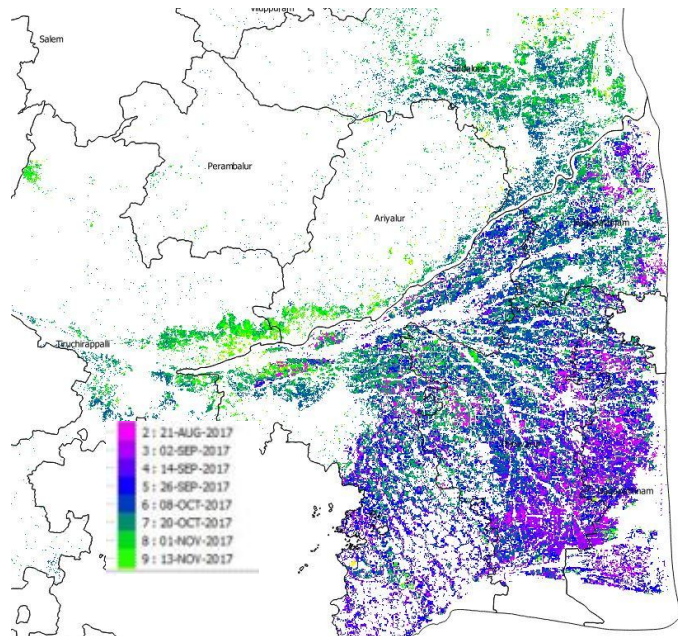 Salem
Perambalur
Ariyalur
Tiruchirappalli
2 : 21-AUG-2017
3 : 02-SEP-2017
4 : 14-SEP-2017
5 : 26-SEP-2017
6 : 08-OCT-2017
7 : 20-OCT-2017
8 : 01-NOV-2017
9 : 13-NOV-2017